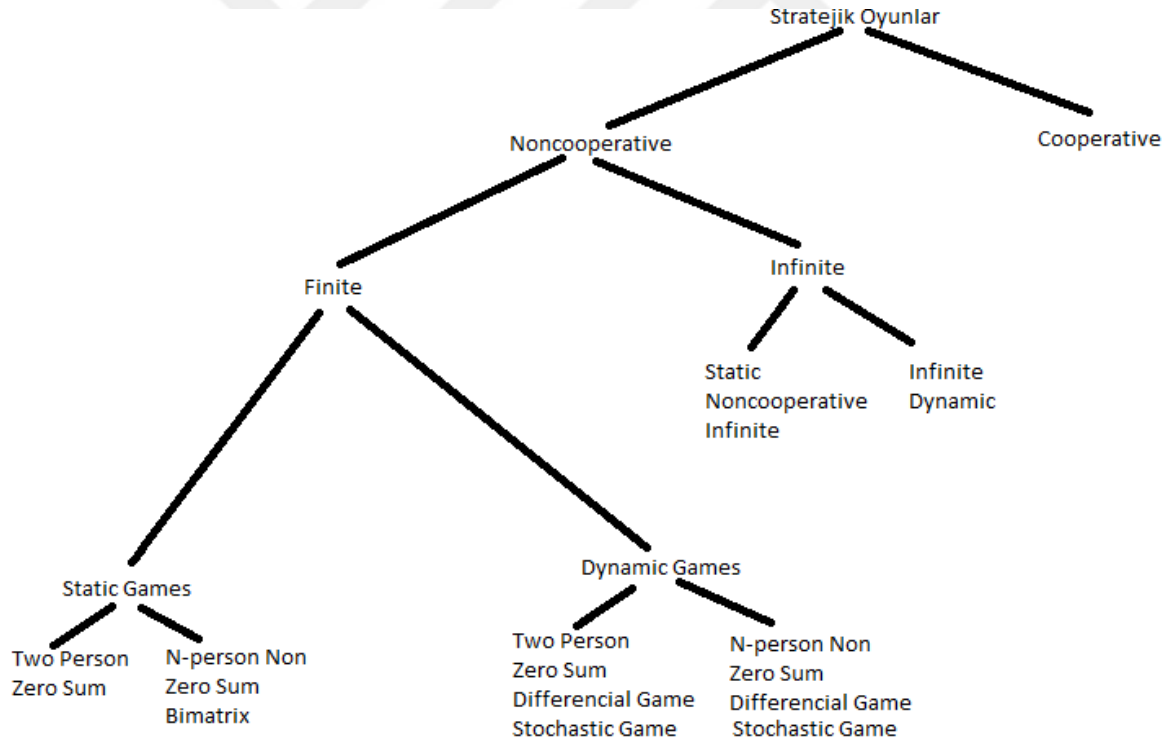 Stratejik Oyunlar
Noncooperative
Cooperative
Finite
Infinite
Static
Noncooperative
Infinite
Infinite
Dynamic
Static Games
Dynamic Games
Two Person
Zero Sum
N-person Non
Zero Sum
Bimatrix
Two Person
Zero Sum
Differencial Game
Stochastic Game
N-person Non
Zero Sum
Differencial Game
Stochastic Game